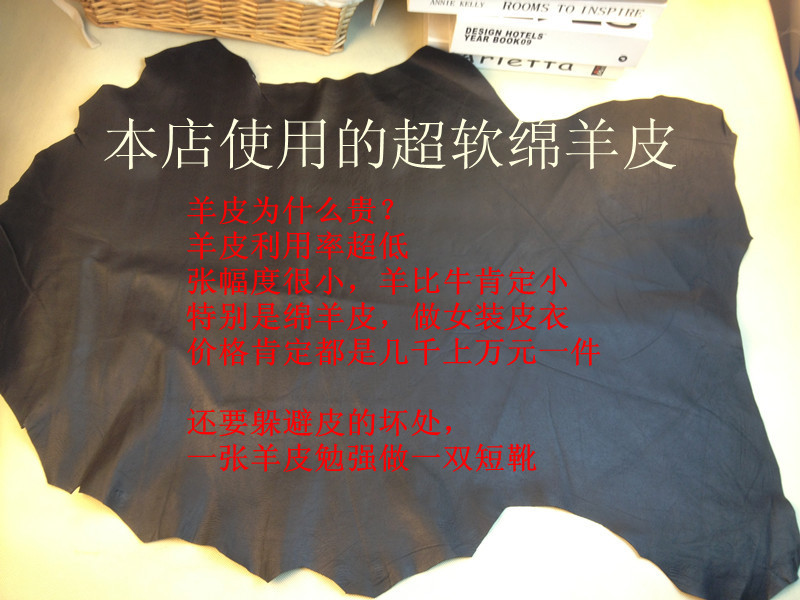 ANNIE KELLY ROOMS TO INSPIRE
DESIGN HOTELS
YEAR BOOK09
Arietta
本店使用的超软绵羊皮
羊皮为什么贵?
羊皮利用率超低
张幅度很小，羊比牛肯定小
特别是绵羊皮，做女装皮衣
价格肯定都是几千上万元一件
还要躲避皮的坏处，
一张羊皮勉强做一双短靴